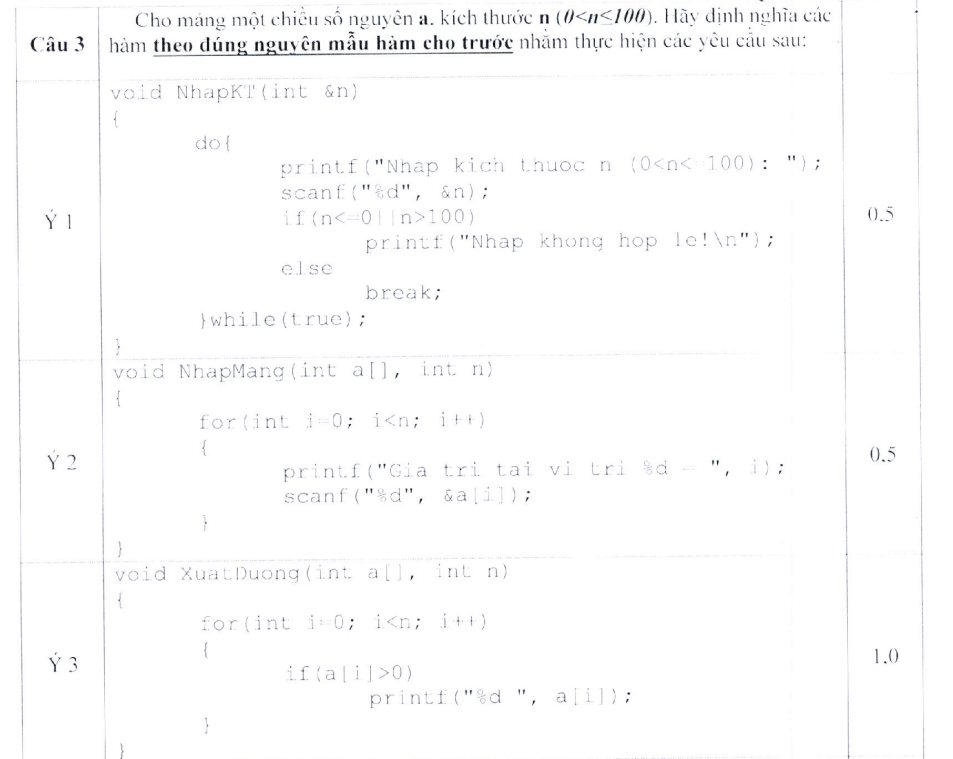 Câu 3
Cho mảng một chiều số nguyên a, kích thước n (0<n≤100). Hãy định nghĩa các
hàm theo đúng nguyên mẫu hàm cho trước nhằm thực hiện các yêu cầu sau:
Ý 1
void NhapKT(int &n)
{
do{
printf("Nhap kich thuoc n (0<n<=100): ");
scanf("%d", &n);
if(n<=0||n>100)
printf("Nhap khong hop le!\n");
else
break;
}while(true);
}
0.5
Ý 2
void NhapMang(int a[], int n)
{
for(int i=0; i<n; i++)
{
printf("Gia tri tai vi tri %d = ", i);
scanf("%d", &a[i]);
}
}
0.5
Ý 3
void XuatDuong(int a[], int n)
{
for(int i=0; i<n; i++)
{
if(a[i]>0)
printf("%d ", a[i]);
}
}
1.0